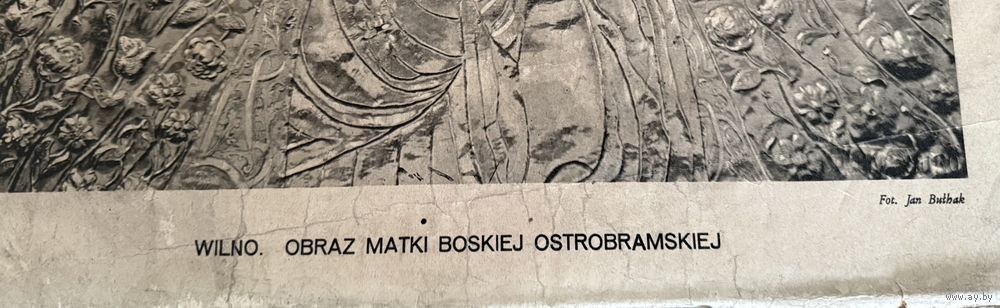 Fot. Jan Bułhak
WILNO. OBRAZ MATKI BOSKIEJ OSTROBRAMSKIEJ
www.ay.by